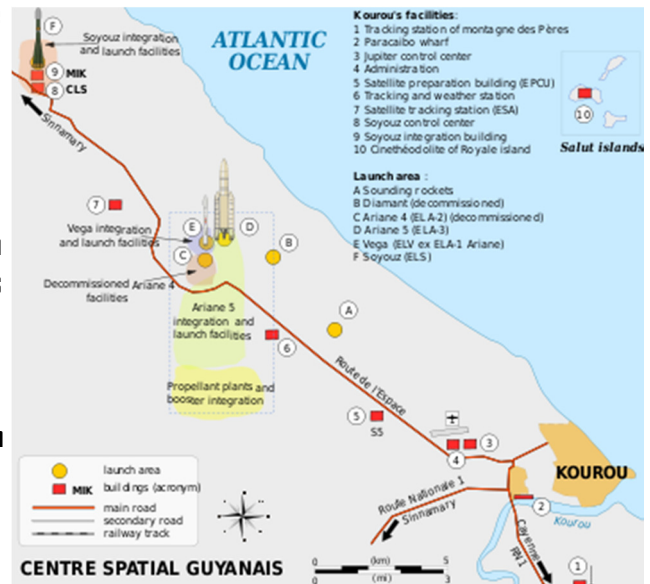 Kourou's facilities:
1 Tracking station of montagne des Pères
2 Paracaibo wharf
3 Jupiter control center
4 Administration
5 Satellite preparation building (EPCU)
6 Tracking and weather station
7 Satellite tracking station (ESA)
8 Soyouz control center
9 Soyouz integration building
10 Cinethéodolite of Royale island
Launch area :
A Sounding rockets
B Diamant (decommissioned)
C Ariane 4 (ELA-2) (decommissioned)
D Ariane 5 (ELA-3)
E Vega (ELV ex ELA-1 Ariane)
F Soyouz (ELS)
ATLANTIC
OCEAN
10
Salut islands
F
Soyouz integration
and launch facilities
9 MIK
8 CLS
Sinnamary
7
E
D
Vega integration
and launch facilities
B
C
Decommissioned Ariane 4
facilities
A
Ariane 5
integration and
launch facilities
6
Route de l'Espace
Propellant plants and
booster integration
5
S5
3
4
KOUROU
2
Kourou
Route Nationale 1
Sinnamary
Cayenne
RN1
1
launch area
MIK buildings (acronym)
main road
secondary road
railway track
CENTRE SPATIAL GUYANAIS
0 (km) 5
0 (mi) 3